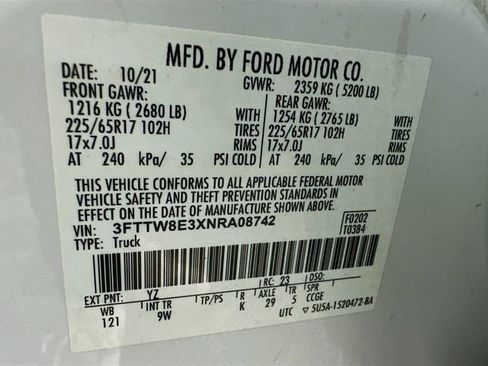 MFD. BY FORD MOTOR CO.
DATE: 10/21 GVWR: 2359 KG ( 5200 LB)
FRONT GAWR: REAR GAWR:
1216 KG ( 2680 LB) 1254 KG ( 2765 LB)
225/65R17 102H TIRES 225/65R17 102H TIRES
17x7.0J RIMS 17x7.0J RIMS
AT 240 kPa/ 35 PSI COLD AT 240 kPa/ 35 PSI COLD
THIS VEHICLE CONFORMS TO ALL APPLICABLE FEDERAL MOTOR
VEHICLE SAFETY AND THEFT PREVENTION STANDARDS IN
EFFECT ON THE DATE OF MANUFACTURE SHOWN ABOVE.
VIN: 3FTTW8E3XNRA08742 F0202
TYPE: Truck T0384
EXT PNT: YZ RC: 23 DSO:
WB INT TR TP/PS R AXLE TR SPR
121 9W K 29 5 CCGE
UTC 5U5A-1520472-BA